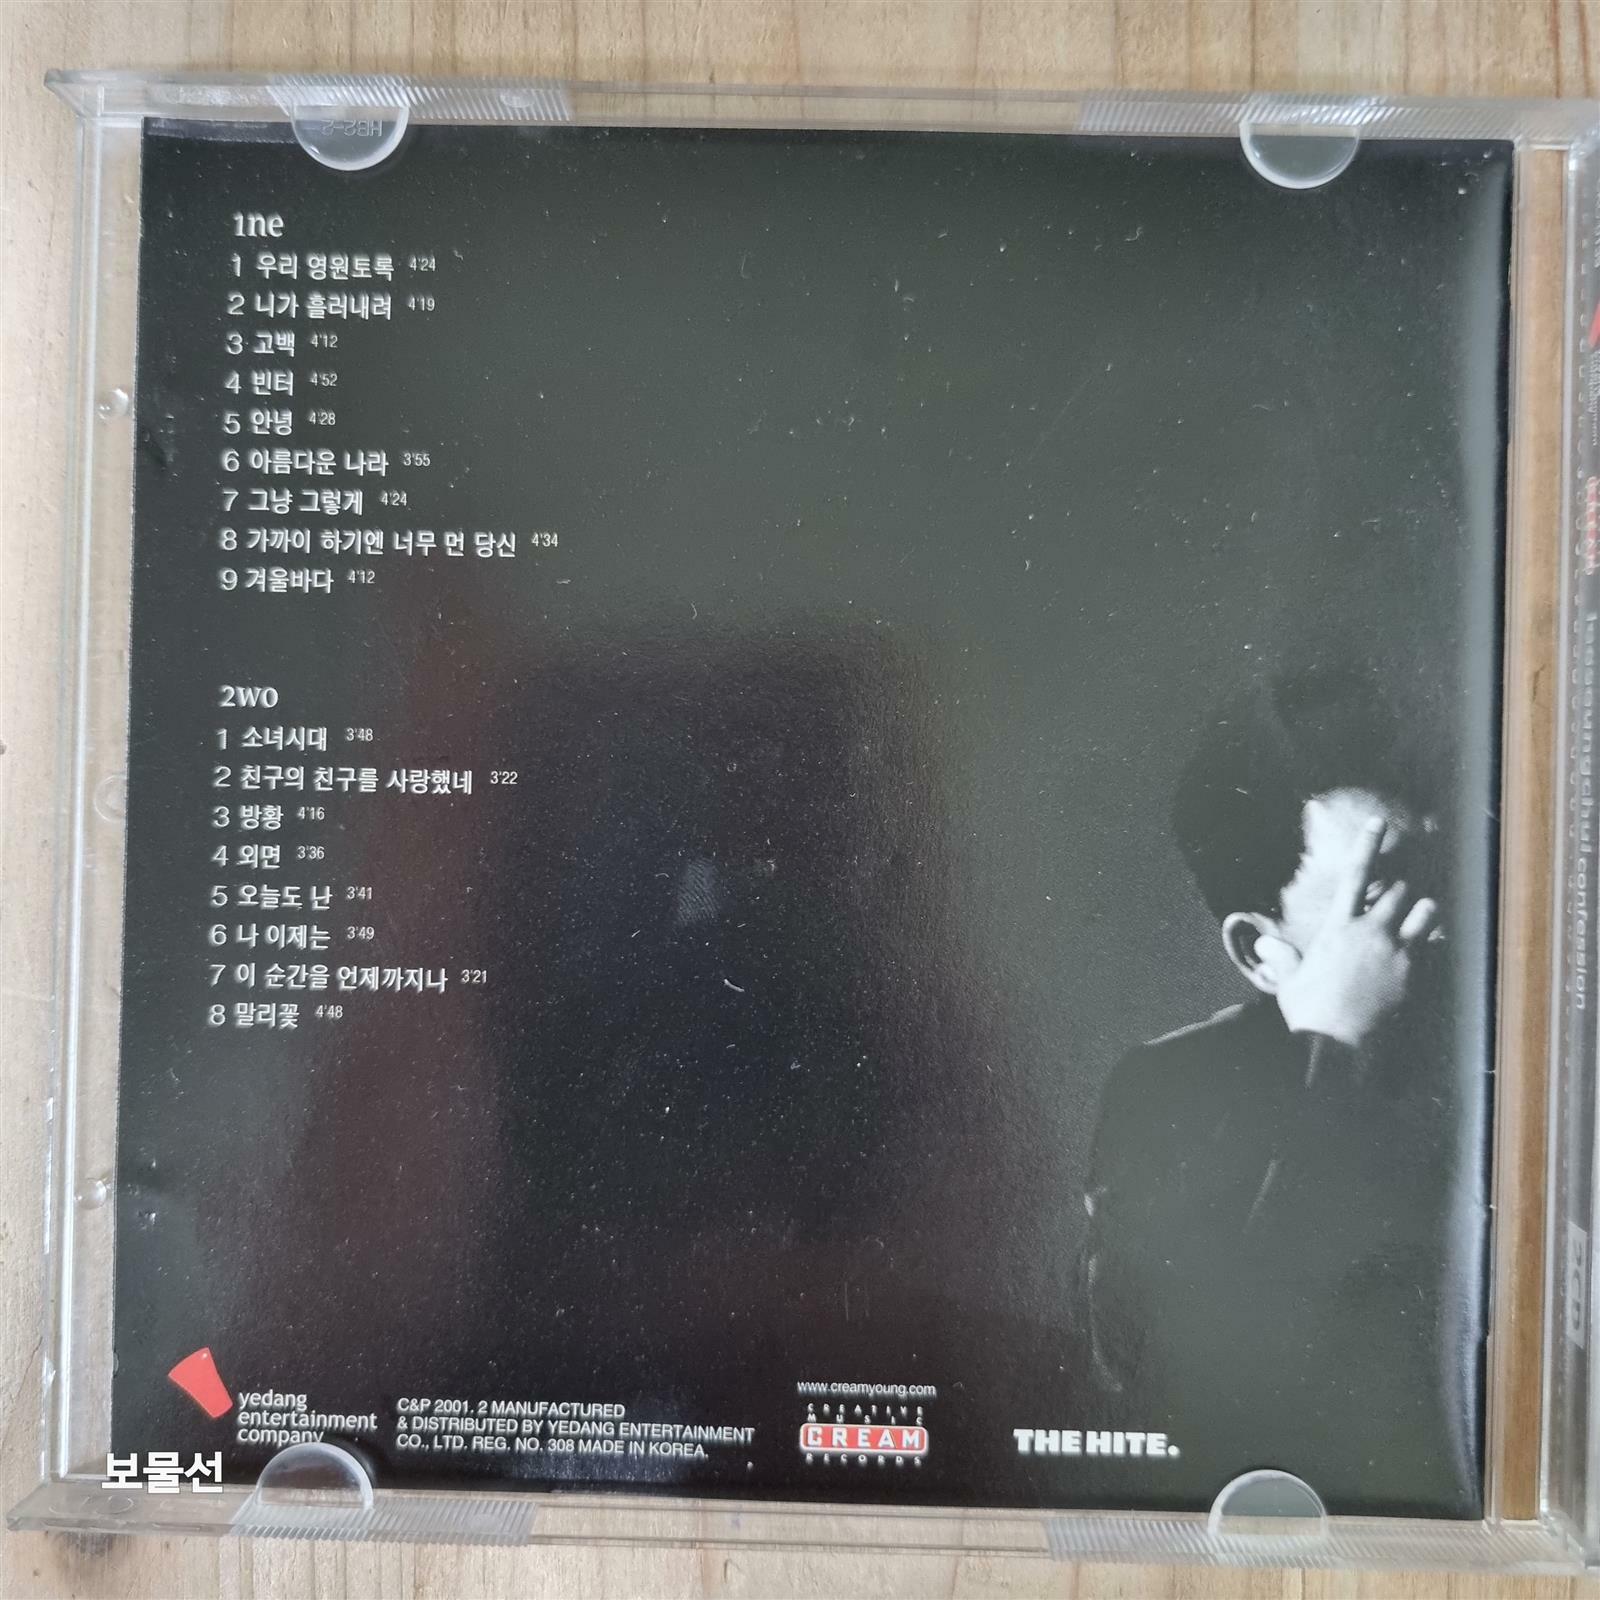 HB2-2
1ne
1 우리 영원토록 4'24
2 니가 흘러내려 4'19
3 고백 4'12
4 빈터 4'52
5 안녕 4'28
6 아름다운 나라 3'55
7 그냥 그렇게 4'24
8 가까이 하기엔 너무 먼 당신 4'34
9 겨울바다 4'12
2wo
1 소녀시대 3'48
2 친구의 친구를 사랑했네 3'22
3 방황 4'16
4 외면 3'36
5 오늘도 난 3'41
6 나 이제는 3'49
7 이 순간을 언제까지나 3'21
8 말리꽃 4'48
yedang
entertainment
company
C&P 2001. 2 MANUFACTURED
& DISTRIBUTED BY YEDANG ENTERTAINMENT
CO., LTD. REG. NO. 308 MADE IN KOREA.
www.creamyoung.com
CREATIVE
MUSIC
CREAM
RECORDS
THE HITE.
보물선
leesoungchul confession
2CD